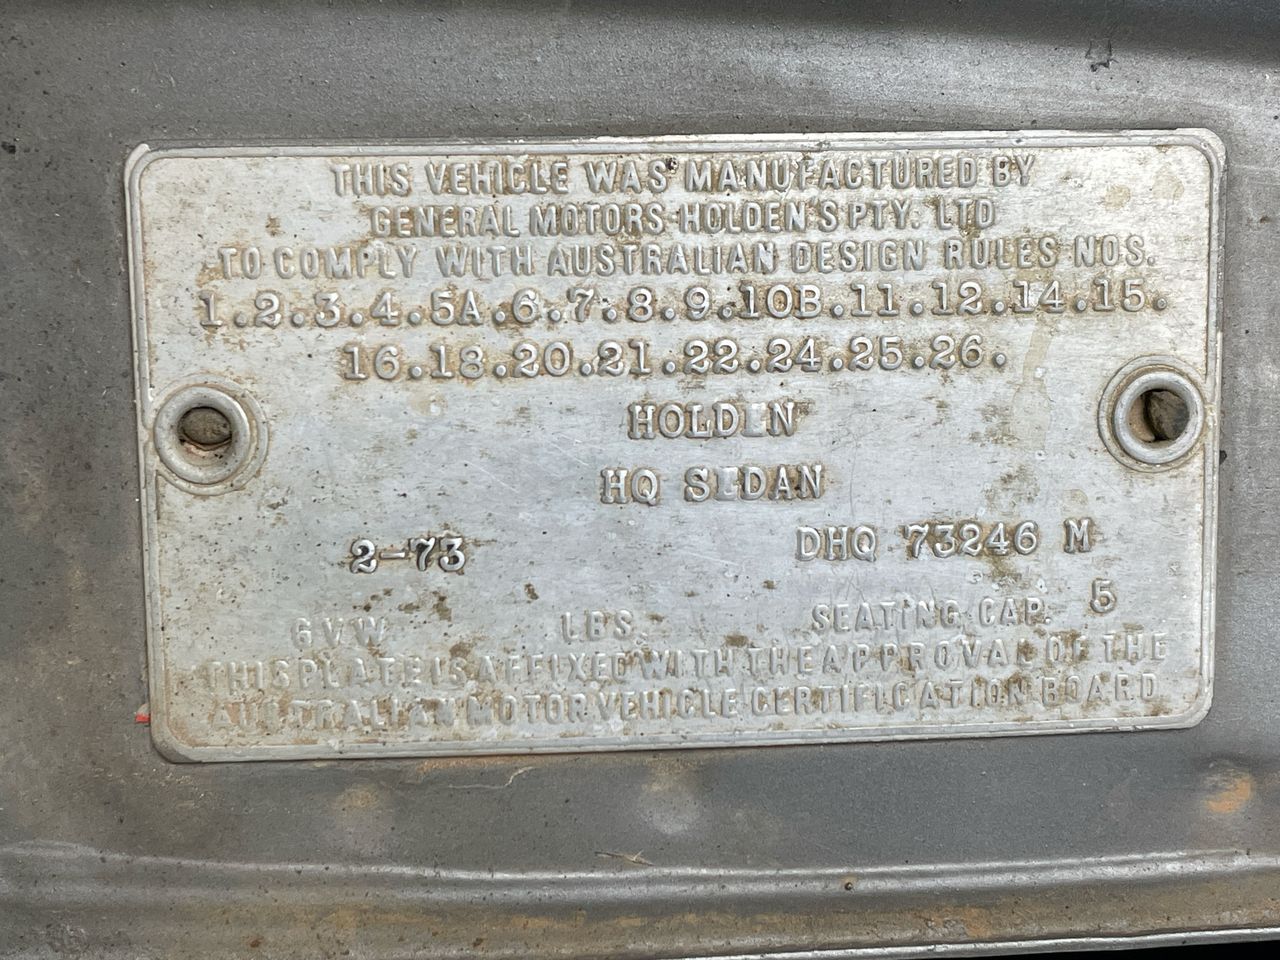 THIS VEHICLE WAS MANUFACTURED BY
GENERAL MOTORS-HOLDEN'S PTY. LTD
TO COMPLY WITH AUSTRALIAN DESIGN RULES NOS.
1.2.3.4.5A.6.7.8.9.10B.11.12.14.15.
16.18.20.21.22.24.25.26.
HOLDEN
HQ SEDAN
2-73 DHQ 73246 M
GVW LBS. SEATING CAP. 5
THIS PLATE IS AFFIXED WITH THE APPROVAL OF THE
AUSTRALIAN MOTOR VEHICLE CERTIFICATION BOARD